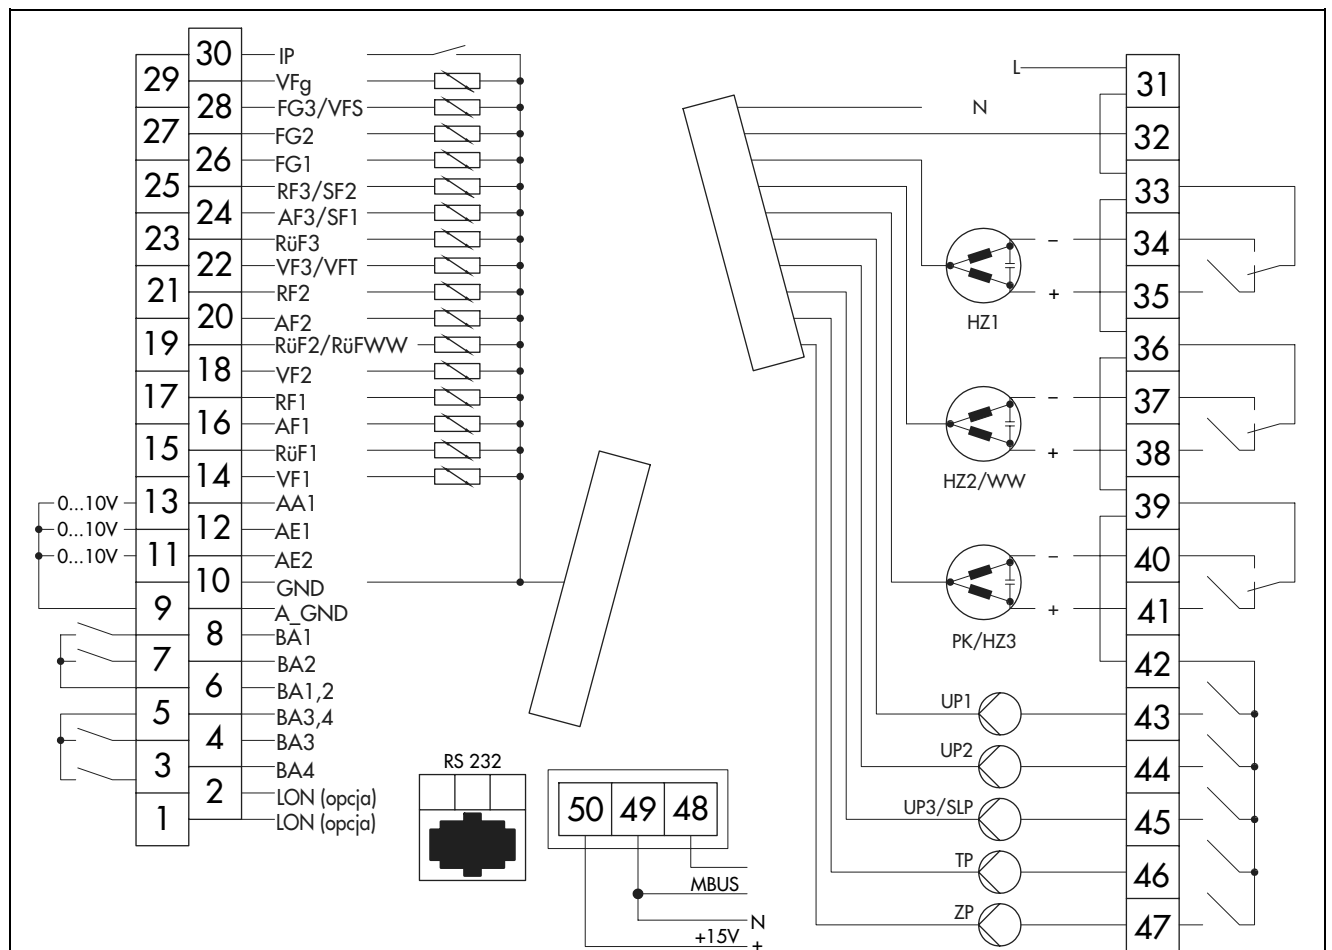 30 IP
29 VFg
28 FG3/VFS
27 FG2
26 FG1
25 RF3/SF2
24 AF3/SF1
23 RüF3
22 VF3/VFT
21 RF2
20 AF2
19 RüF2/RüFWW
18 VF2
17 RF1
16 AF1
15 RüF1
14 VF1
0...10V 13 AA1
0...10V 12 AE1
0...10V 11 AE2
10 GND
9 A_GND
8 BA1
7 BA2
6 BA1,2
5 BA3,4
4 BA3
3 BA4
2 LON (opcja)
1 LON (opcja)
RS 232
50 49 48
MBUS
N
+15V +
L 31
N
32
33
− 34
+ 35
HZ1
36
− 37
+ 38
HZ2/WW
39
− 40
+ 41
PK/HZ3
42
UP1 43
UP2 44
UP3/SLP 45
TP 46
ZP 47